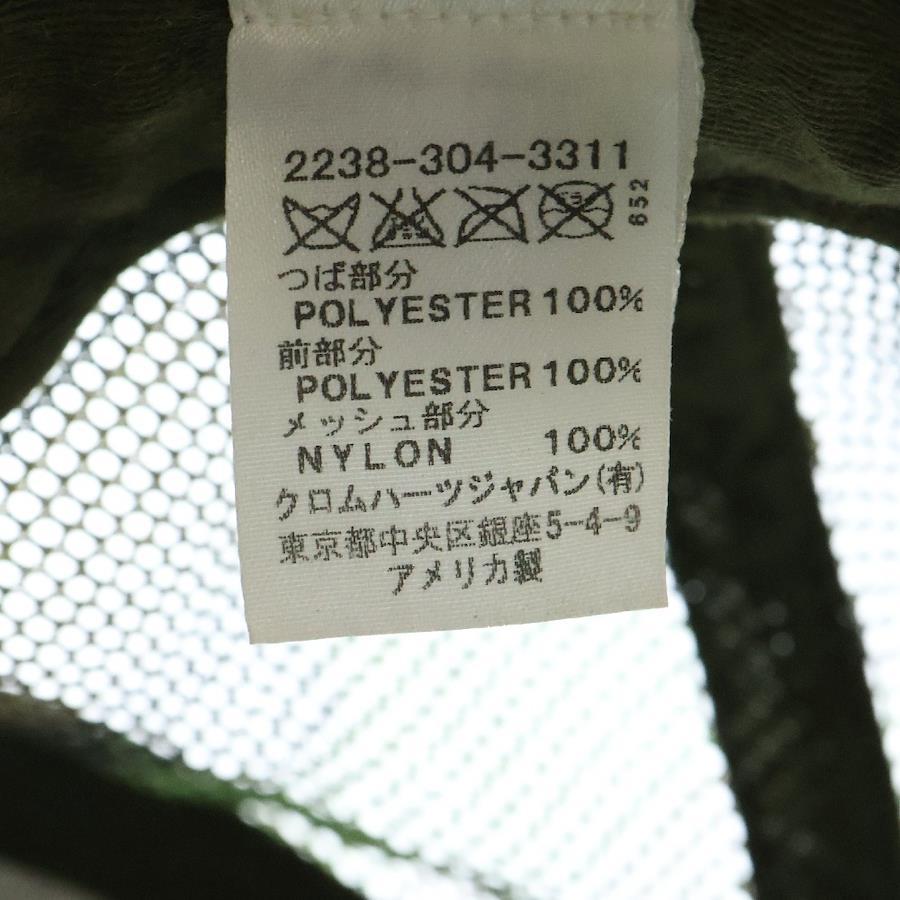 2238-304-3311
652
つば部分
POLYESTER 100%
前部分
POLYESTER 100%
メッシュ部分
NYLON 100%
クロムハーツジャパン(有)
東京都中央区銀座5-4-9
アメリカ製